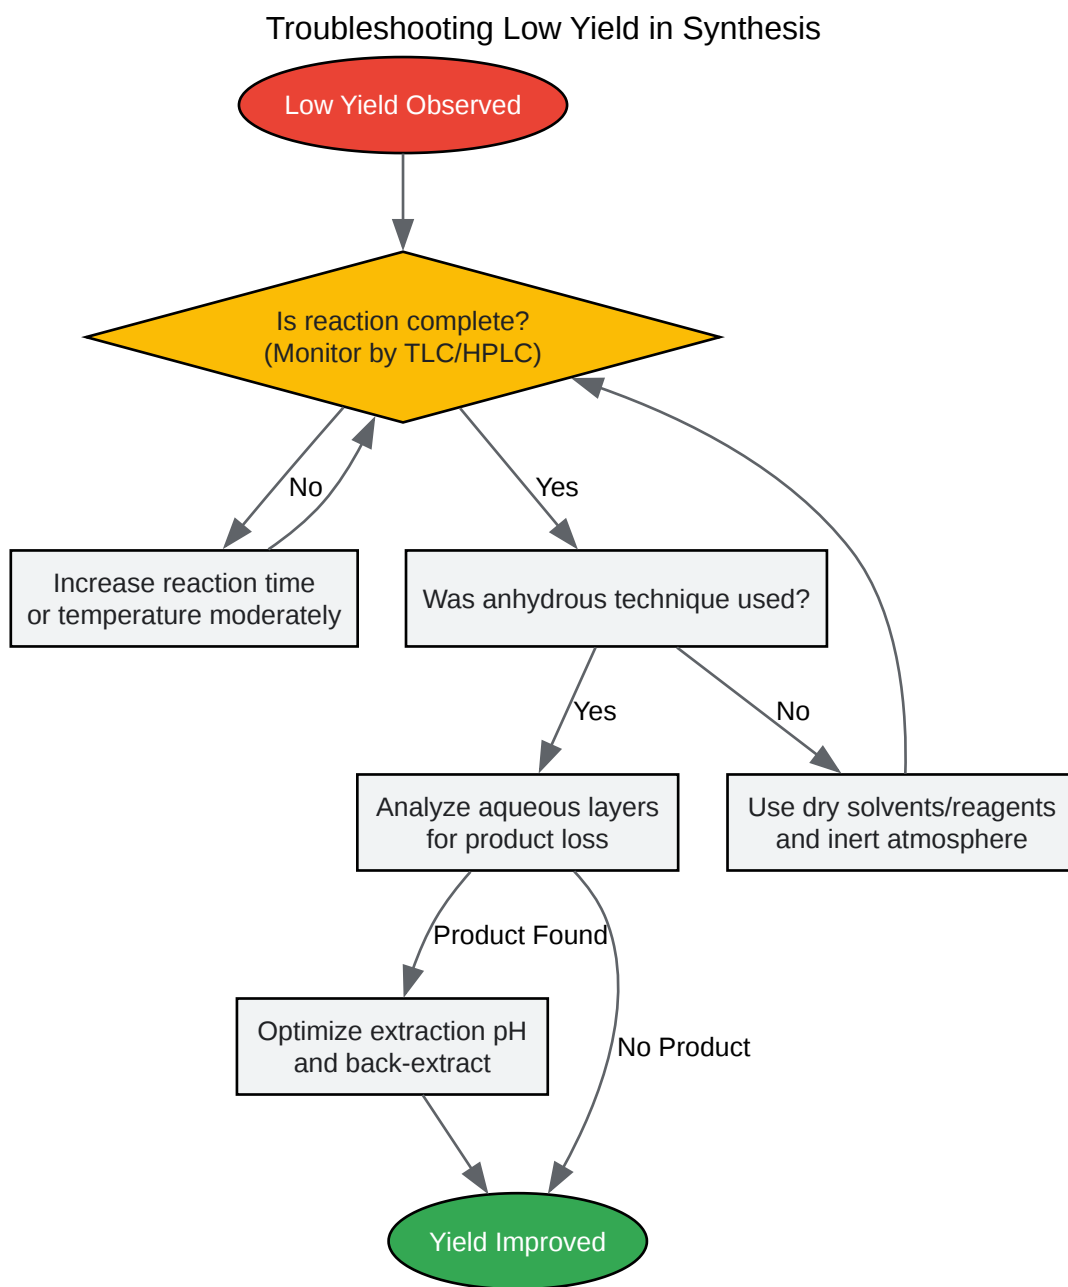 Troubleshooting Low Yield in Synthesis
Low Yield Observed
Is reaction complete?
(Monitor by TLC/HPLC)
No
Yes
Increase reaction time
or temperature moderately
Was anhydrous technique used?
Yes
No
Analyze aqueous layers
for product loss
Use dry solvents/reagents
and inert atmosphere
Product Found
Optimize extraction pH
and back-extract
No Product
Yield Improved